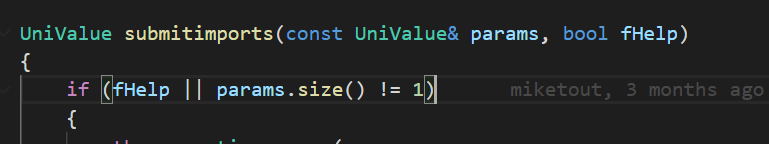 UniValue submitimports(const UniValue& params, bool fHelp)
{
if (fHelp || params.size() != 1) miketout, 3 months ago
{